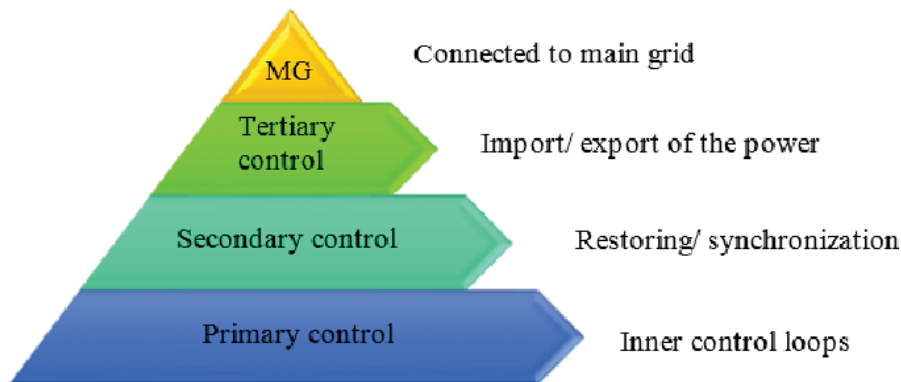 MG
Connected to main grid
Tertiary
control
Import/ export of the power
Secondary control
Restoring/ synchronization
Primary control
Inner control loops